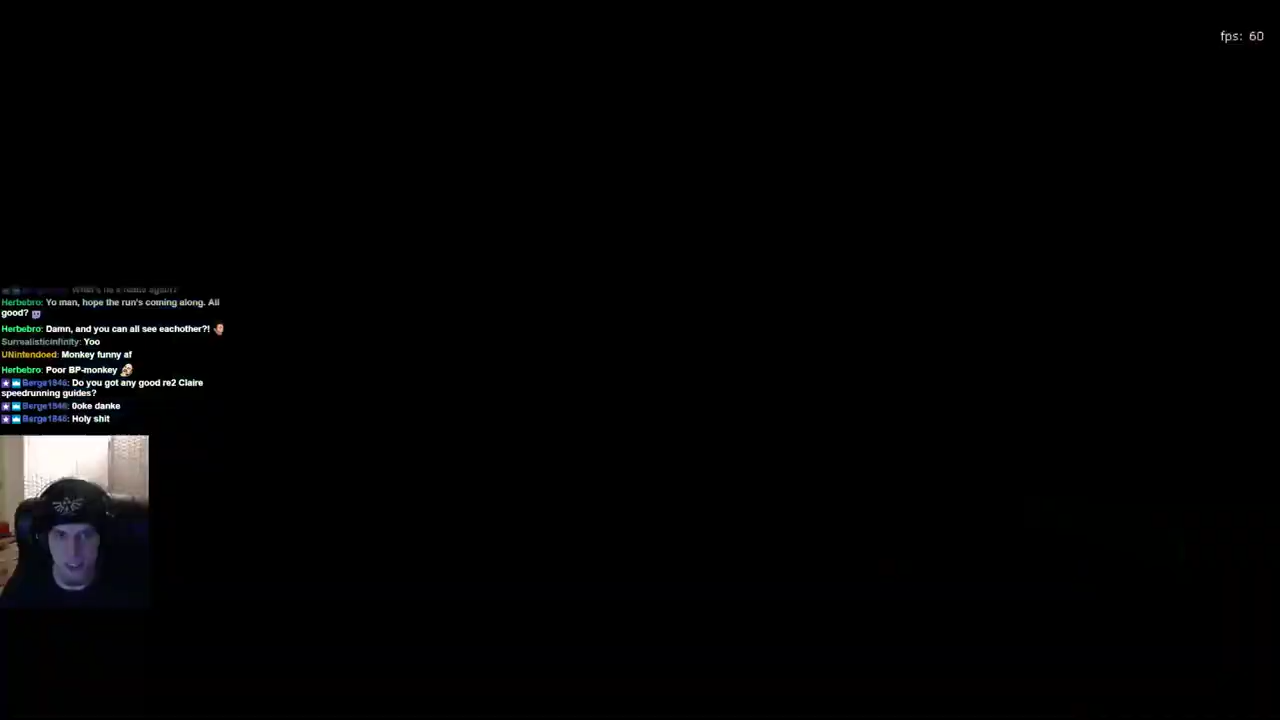 fps: 60
Herbebro: Yo man, hope the run's coming along. All
good?
Herbebro: Damn, and you can all see eachother?!
Surrealisticinfinity: Yoo
UNintendoed: Monkey funny af
Herbebro: Poor BP-monkey
Berge1846: Do you got any good re2 Claire
speedrunning guides?
Berge1846: 0oke danke
Berge1846: Holy shit